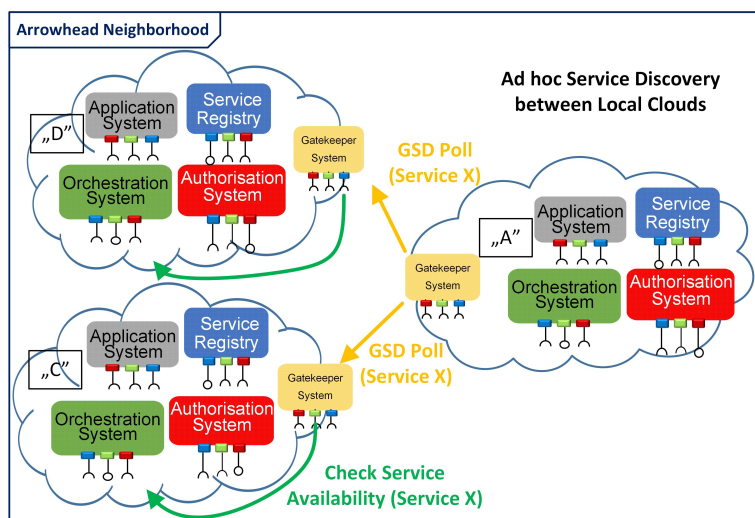 Arrowhead Neighborhood
Ad hoc Service Discovery
between Local Clouds
„D”
Application
System
Service
Registry
Gatekeeper
System
Orchestration
System
Authorisation
System
GSD Poll
(Service X)
„A”
Application
System
Service
Registry
Gatekeeper
System
Orchestration
System
Authorisation
System
GSD Poll
(Service X)
„C”
Application
System
Service
Registry
Gatekeeper
System
Orchestration
System
Authorisation
System
Check Service
Availability (Service X)